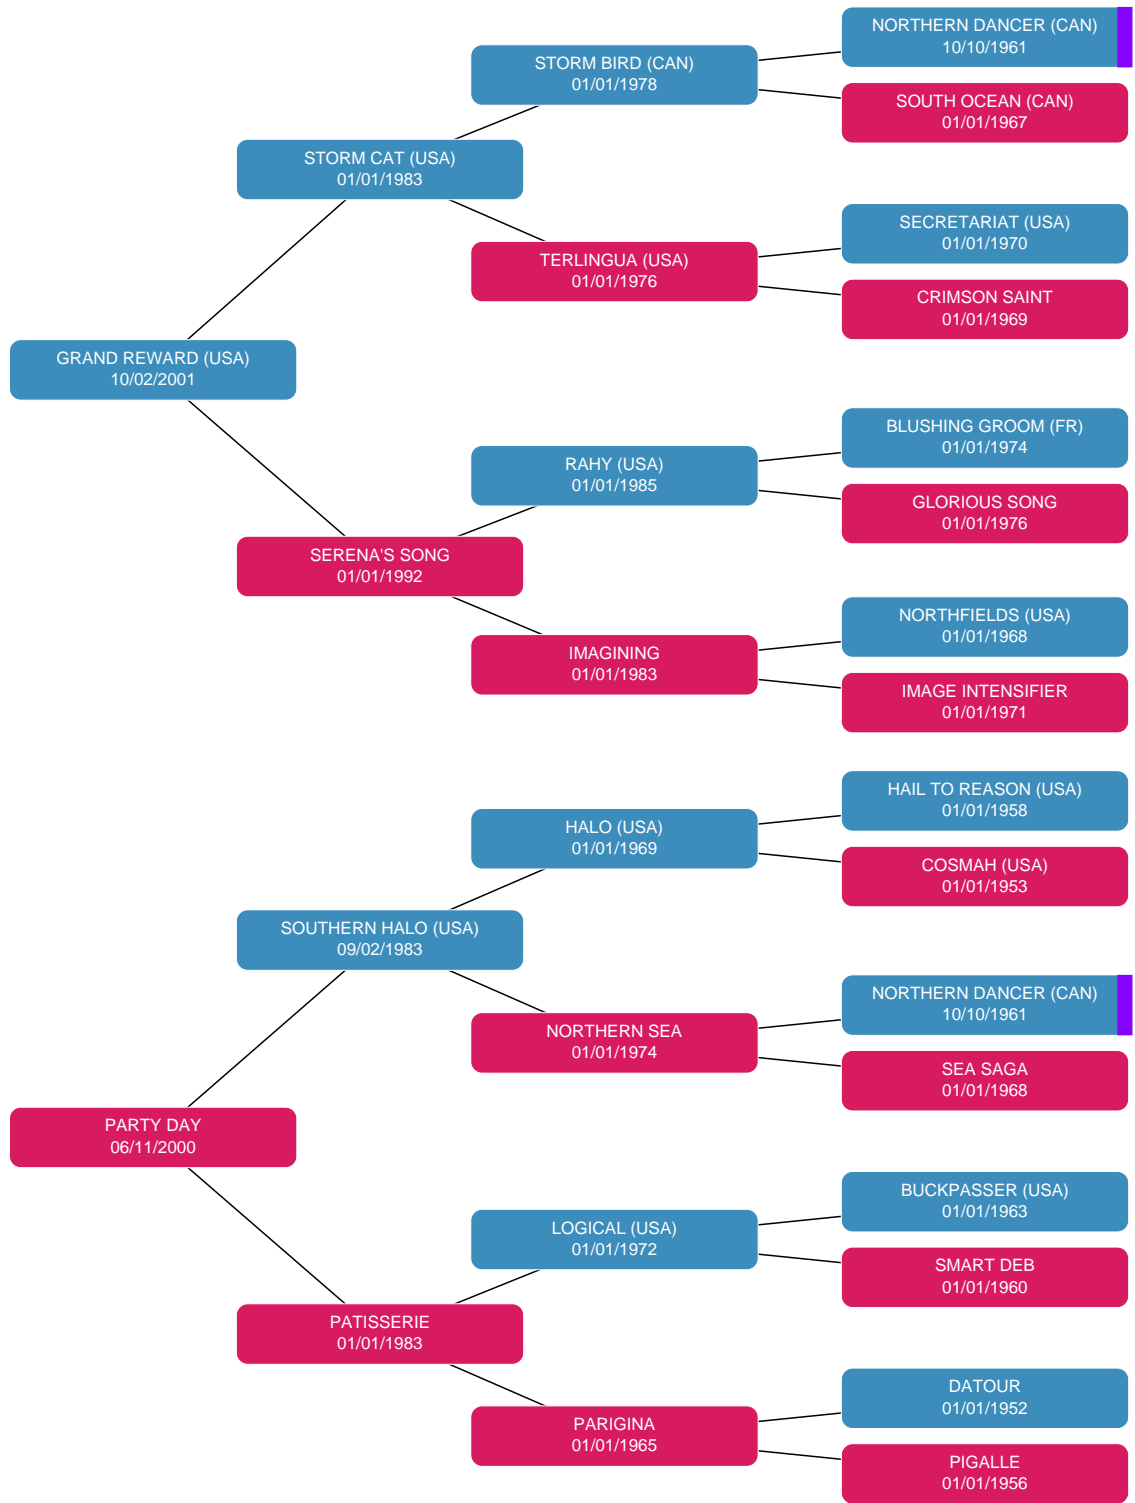 NORTHERN DANCER (CAN)
10/10/1961
STORM BIRD (CAN)
01/01/1978
SOUTH OCEAN (CAN)
01/01/1967
STORM CAT (USA)
01/01/1983
SECRETARIAT (USA)
01/01/1970
TERLINGUA (USA)
01/01/1976
CRIMSON SAINT
01/01/1969
GRAND REWARD (USA)
10/02/2001
BLUSHING GROOM (FR)
01/01/1974
RAHY (USA)
01/01/1985
GLORIOUS SONG
01/01/1976
SERENA'S SONG
01/01/1992
NORTHFIELDS (USA)
01/01/1968
IMAGINING
01/01/1983
IMAGE INTENSIFIER
01/01/1971
HAIL TO REASON (USA)
01/01/1958
HALO (USA)
01/01/1969
COSMAH (USA)
01/01/1953
SOUTHERN HALO (USA)
09/02/1983
NORTHERN DANCER (CAN)
10/10/1961
NORTHERN SEA
01/01/1974
SEA SAGA
01/01/1968
PARTY DAY
06/11/2000
BUCKPASSER (USA)
01/01/1963
LOGICAL (USA)
01/01/1972
SMART DEB
01/01/1960
PATISSERIE
01/01/1983
DATOUR
01/01/1952
PARIGINA
01/01/1965
PIGALLE
01/01/1956